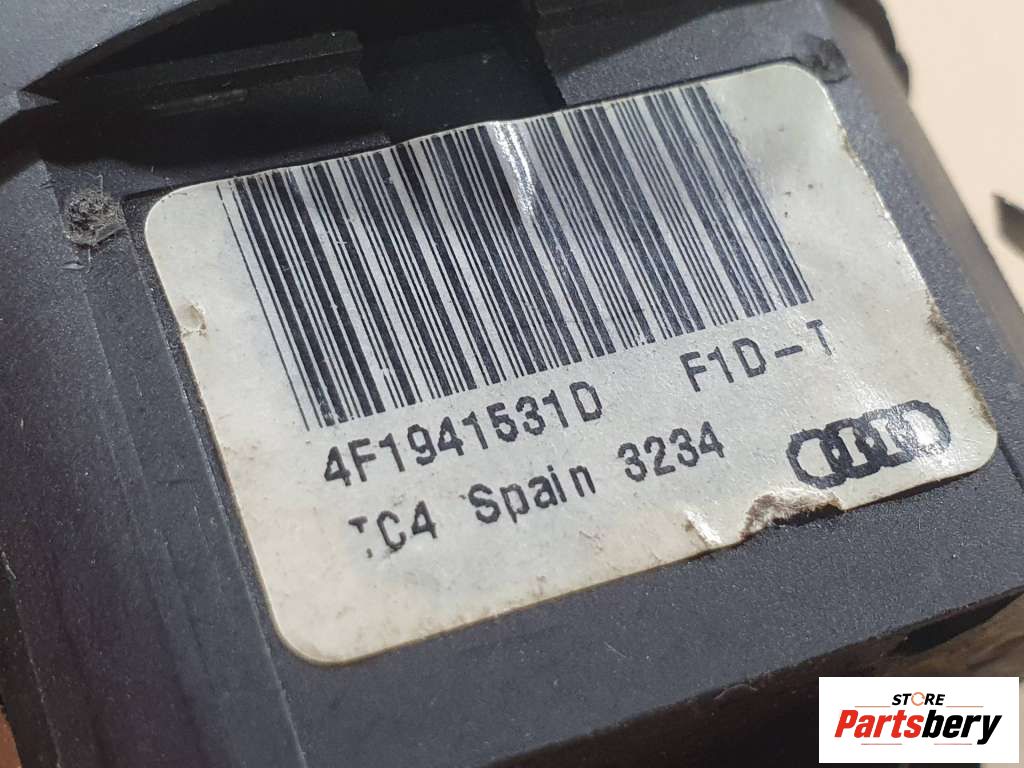 4F1941531D F1D-T
TC4 Spain 3234
STORE
Partsbery